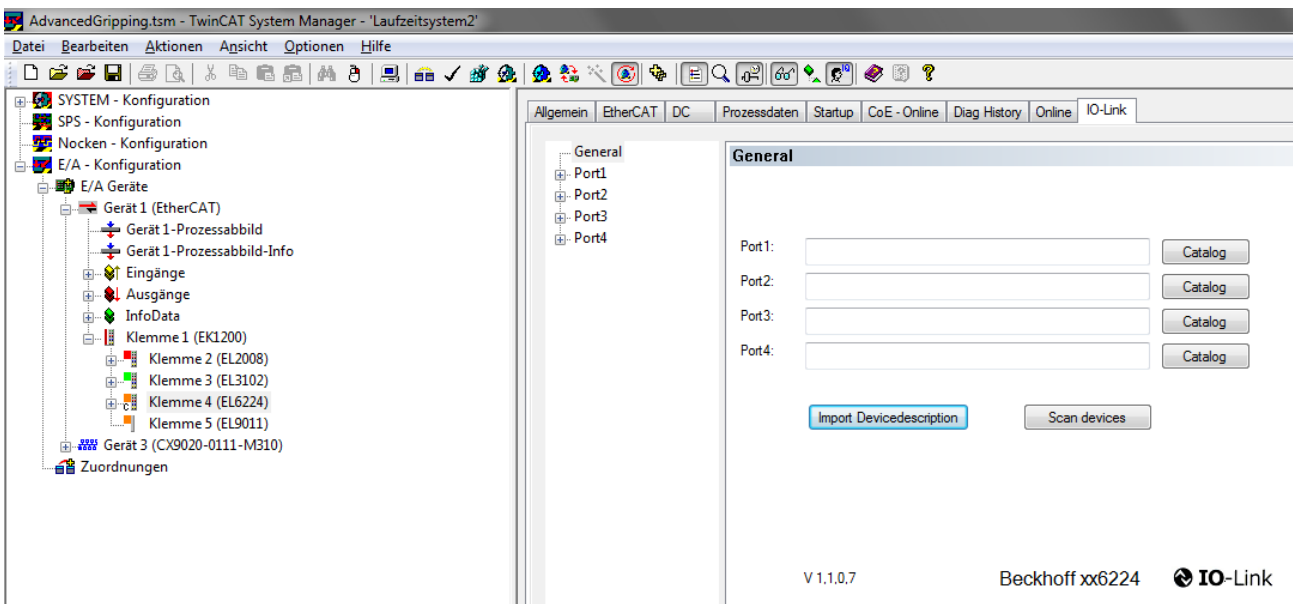 AdvancedGripping.tsm - TwinCAT System Manager - 'Laufzeitsystem2'
Datei Bearbeiten Aktionen Ansicht Optionen Hilfe
SYSTEM - Konfiguration
SPS - Konfiguration
Nocken - Konfiguration
E/A - Konfiguration
E/A Geräte
Gerät 1 (EtherCAT)
Gerät 1-Prozessabbild
Gerät 1-Prozessabbild-Info
Eingänge
Ausgänge
InfoData
Klemme 1 (EK1200)
Klemme 2 (EL2008)
Klemme 3 (EL3102)
Klemme 4 (EL6224)
Klemme 5 (EL9011)
Gerät 3 (CX9020-0111-M310)
Zuordnungen
Allgemein EtherCAT DC Prozessdaten Startup CoE - Online Diag History Online IO-Link
General
Port1
Port2
Port3
Port4
General
Port1: Catalog
Port2: Catalog
Port3: Catalog
Port4: Catalog
Import Devicedescription Scan devices
V 1,1,0,7 Beckhoff xx6224 IO-Link